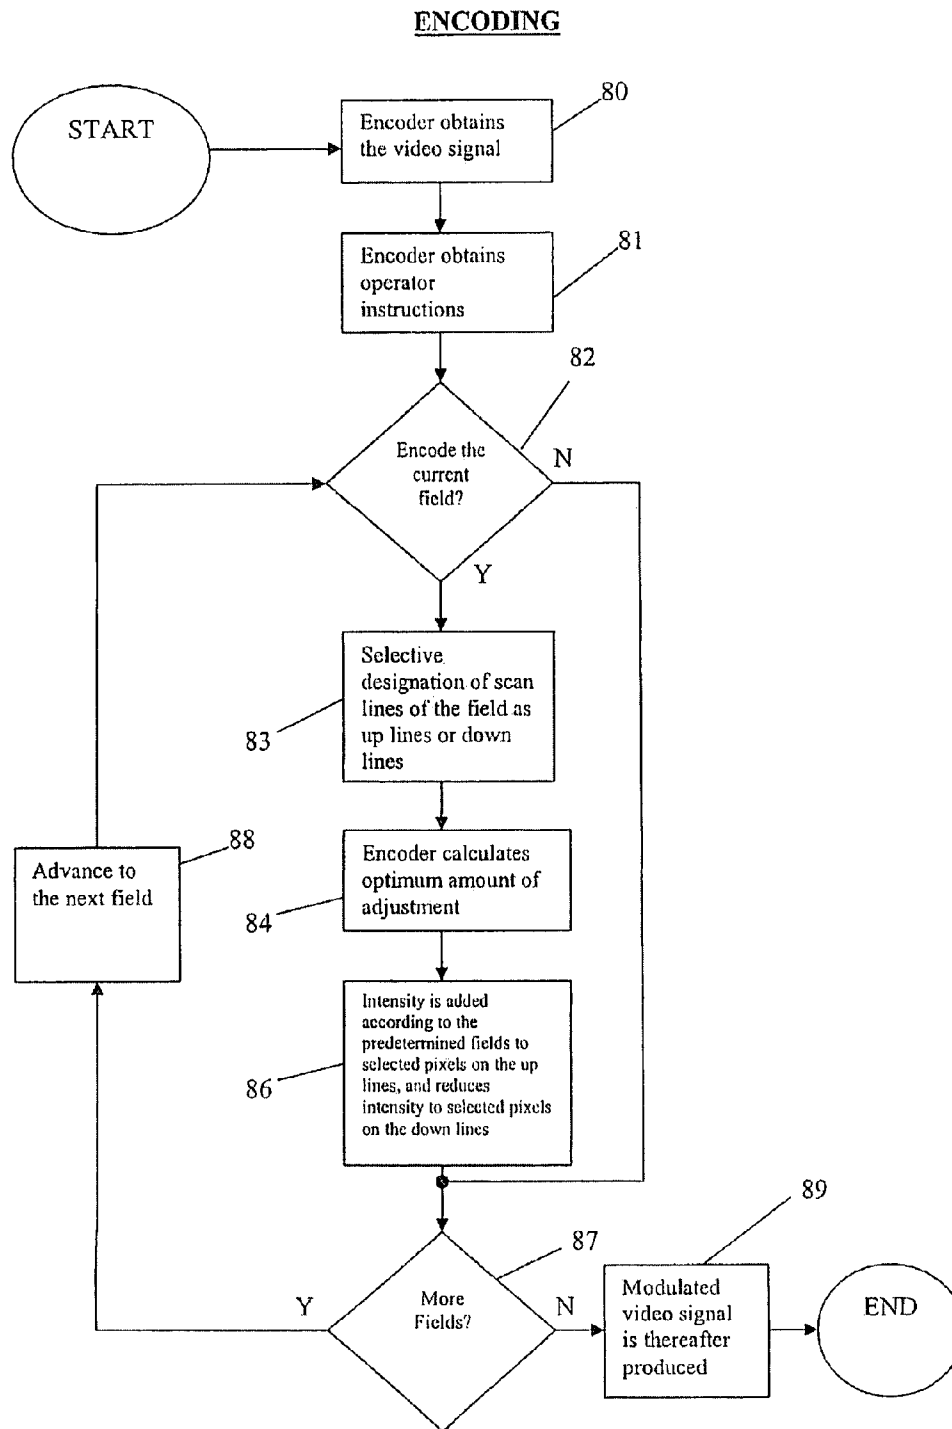 ENCODING
START
80
Encoder obtains
the video signal
81
Encoder obtains
operator
instructions
82
Encode the
current
field?
N
Y
Selective
designation of scan
lines of the field as
up lines or down
lines
83
88
Advance to
the next field
Encoder calculates
optimum amount of
adjustment
84
Intensity is added
according to the
predetermined fields to
selected pixels on the up
lines, and reduces
intensity to selected pixels
on the down lines
86
89
87
Y
More
Fields?
N
Modulated
video signal
is thereafter
produced
END